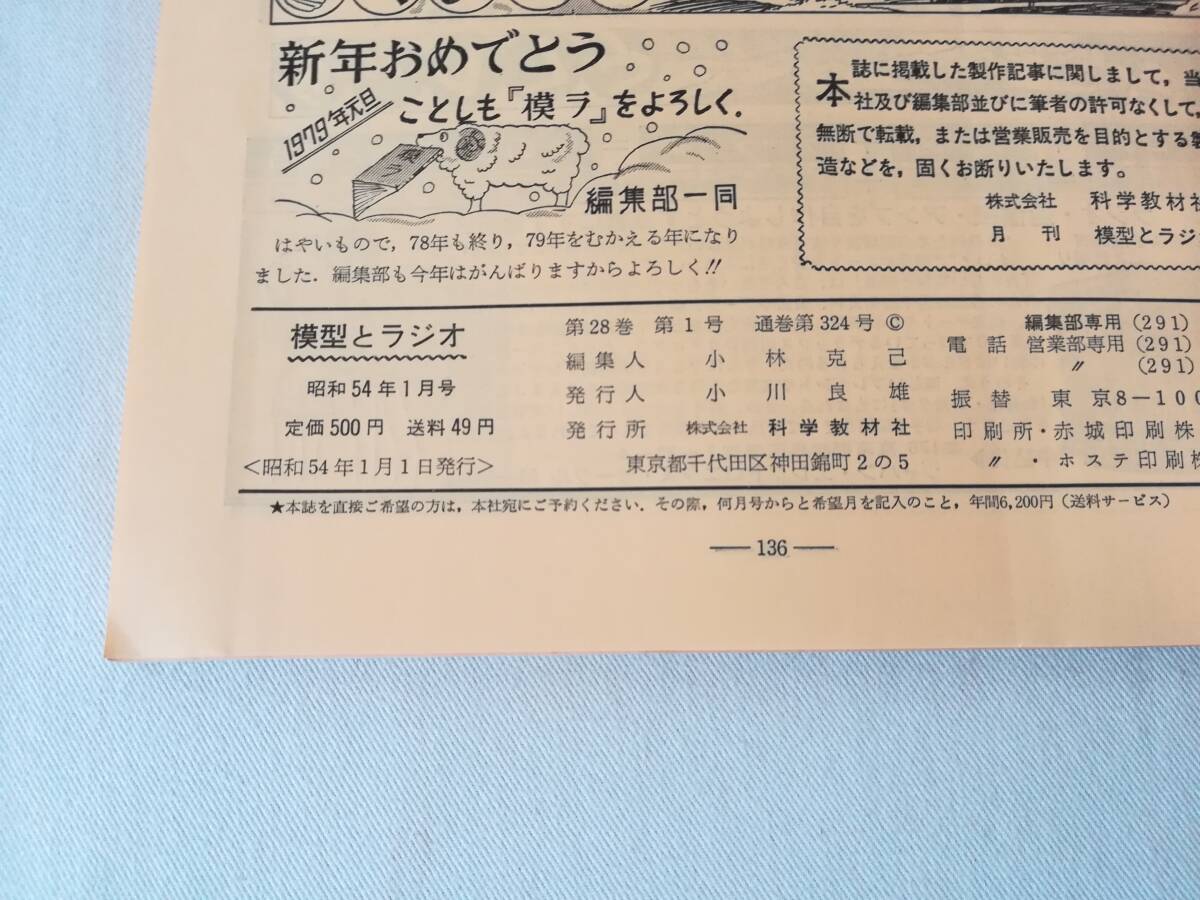 新年おめでとう
1979年元旦
ことしも『模ラ』をよろしく.
模ラ
編集部一同
はやいもので, 78年も終り, 79年をむかえる年になり
ました. 編集部も今年はがんばりますからよろしく!!
本誌に掲載した製作記事に関しまして, 当
社及び編集部並びに筆者の許可なくして,
無断で転載, または営業販売を目的とする製
造などを, 固くお断りいたします。
株式会社 科学教材社
月刊 模型とラジオ
模型とラジオ
昭和54年1月号
定価500円 送料49円
<昭和54年1月1日発行>
第28巻 第1号 通巻第324号 ©
編集人 小林克己
発行人 小川良雄
発行所 株式会社 科学教材社
東京都千代田区神田錦町2の5
編集部専用 (291)
電話 営業部専用 (291)
〃 (291)
振替 東京8-100
印刷所・赤城印刷株
〃 ・ホステ印刷株
★本誌を直接ご希望の方は, 本社宛にご予約ください. その際, 何月号からと希望月を記入のこと, 年間6,200円 (送料サービス)
— 136 —